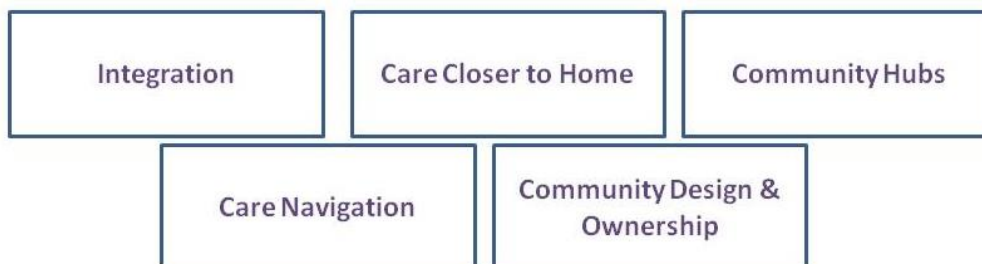 Integration
Care Closer to Home
Community Hubs
Care Navigation
Community Design &
Ownership